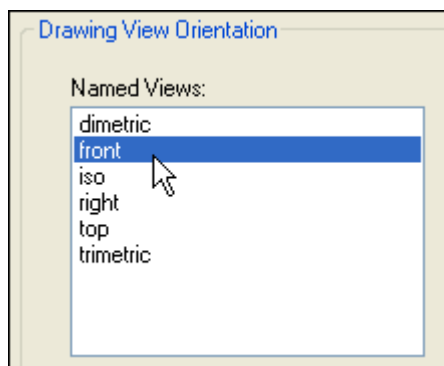 Drawing View Orientation
Named Views:
dimetric
front
iso
right
top
trimetric